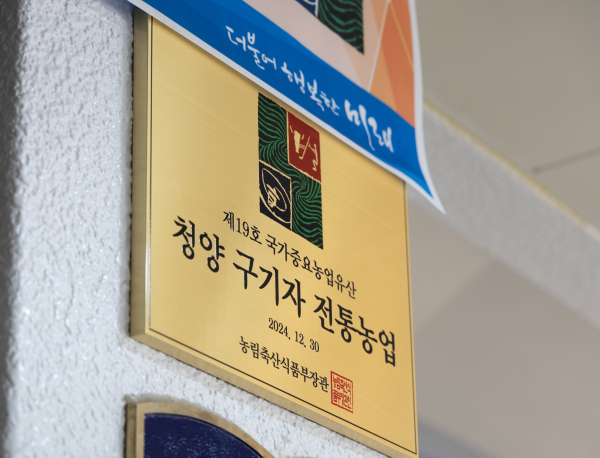 더불어 행복한 미래
제19호 국가중요농업유산
청양 구기자 전통농업
2024. 12. 30
농림축산식품부장관